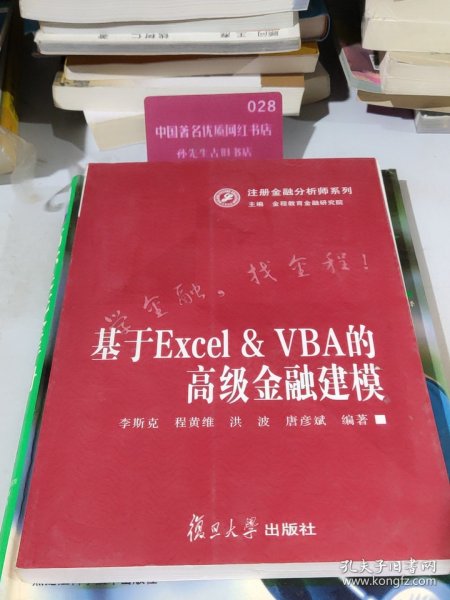 028
中国著名优质网红书店
孙先生古旧书店
注册金融分析师系列
主编 金程教育金融研究院
学金融，找金程！
基于Excel & VBA的
高级金融建模
李斯克 程黄维 洪 波 唐彦斌 编著
復旦大学出版社
孔夫子旧书网
www.kongfz.com